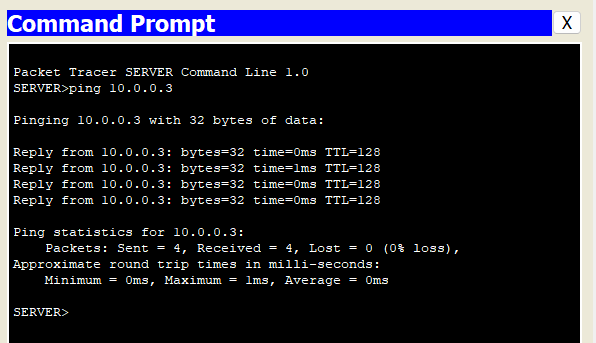 Command Prompt
X
Packet Tracer SERVER Command Line 1.0
SERVER>ping 10.0.0.3
Pinging 10.0.0.3 with 32 bytes of data:
Reply from 10.0.0.3: bytes=32 time=0ms TTL=128
Reply from 10.0.0.3: bytes=32 time=1ms TTL=128
Reply from 10.0.0.3: bytes=32 time=0ms TTL=128
Reply from 10.0.0.3: bytes=32 time=0ms TTL=128
Ping statistics for 10.0.0.3:
Packets: Sent = 4, Received = 4, Lost = 0 (0% loss),
Approximate round trip times in milli-seconds:
Minimum = 0ms, Maximum = 1ms, Average = 0ms
SERVER>